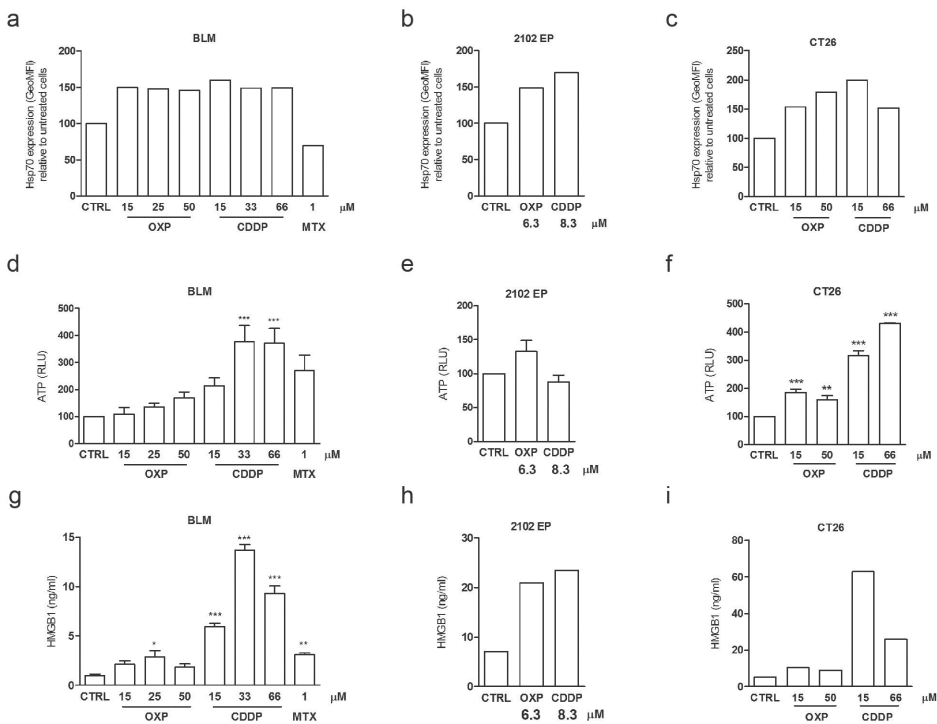 a
BLM
Hsp70 expression (GeoMFI)
relative to untreated cells
200
150
100
50
0
CTRL 15 25 50 15 33 66 1 μM
OXP CDDP MTX
b
2102 EP
Hsp70 expression (GeoMFI)
relative to untreated cells
200
150
100
50
0
CTRL OXP CDDP
6.3 8.3 μM
c
CT26
Hsp70 expression (GeoMFI)
relative to untreated cells
250
200
150
100
50
0
CTRL 15 50 15 66 μM
OXP CDDP
d
BLM
ATP (RLU)
500
400
300
200
100
0
*** ***
CTRL 15 25 50 15 33 66 1 μM
OXP CDDP MTX
e
2102 EP
ATP (RLU)
200
150
100
50
0
CTRL OXP CDDP
6.3 8.3 μM
f
CT26
ATP (RLU)
500
400
300
200
100
0
*** ** *** ***
CTRL 15 50 15 66 μM
OXP CDDP
g
BLM
HMGB1 (ng/ml)
15
10
5
0
* *** *** *** **
CTRL 15 25 50 15 33 66 1 μM
OXP CDDP MTX
h
2102 EP
HMGB1 (ng/ml)
30
20
10
0
CTRL OXP CDDP
6.3 8.3 μM
i
CT26
HMGB1 (ng/ml)
80
60
40
20
0
CTRL 15 50 15 66 μM
OXP CDDP